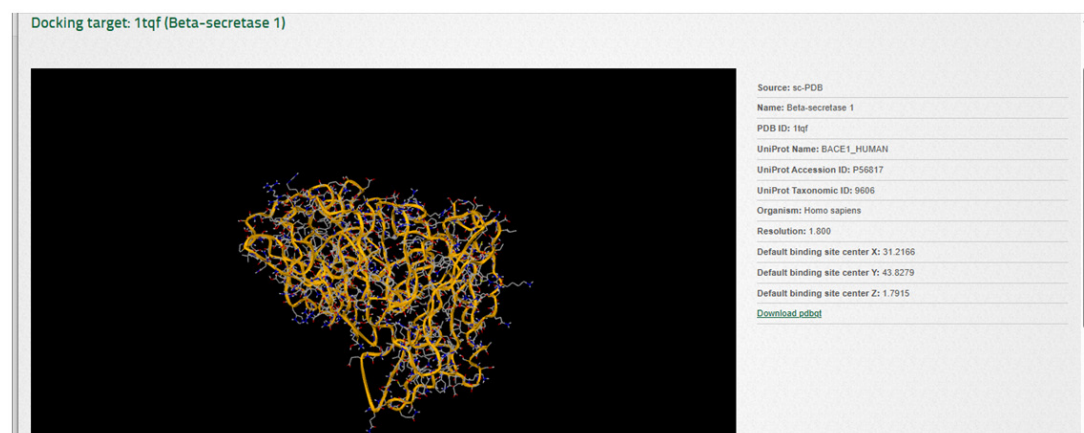 Docking target: 1tqf (Beta-secretase 1)
Source: sc-PDB
Name: Beta-secretase 1
PDB ID: 1tqf
UniProt Name: BACE1_HUMAN
UniProt Accession ID: P56817
UniProt Taxonomic ID: 9606
Organism: Homo sapiens
Resolution: 1.800
Default binding site center X: 31.2166
Default binding site center Y: 43.8279
Default binding site center Z: 1.7915
Download pdbqt